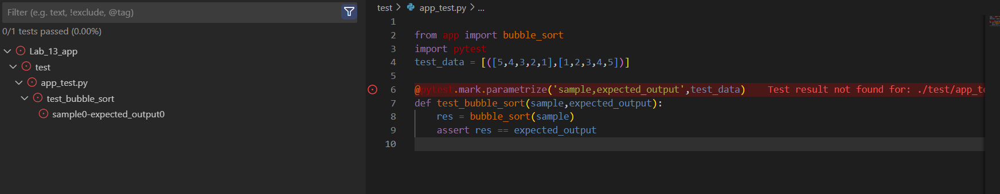 Filter (e.g. text, !exclude, @tag)
0/1 tests passed (0.00%)
Lab_13_app
test
app_test.py
test_bubble_sort
sample0-expected_output0
test > app_test.py > ...
1
2 from app import bubble_sort
3 import pytest
4 test_data = [([5,4,3,2,1],[1,2,3,4,5])]
5
6 @pytest.mark.parametrize('sample,expected_output',test_data) Test result not found for: ./test/app_te
7 def test_bubble_sort(sample,expected_output):
8 res = bubble_sort(sample)
9 assert res == expected_output
10